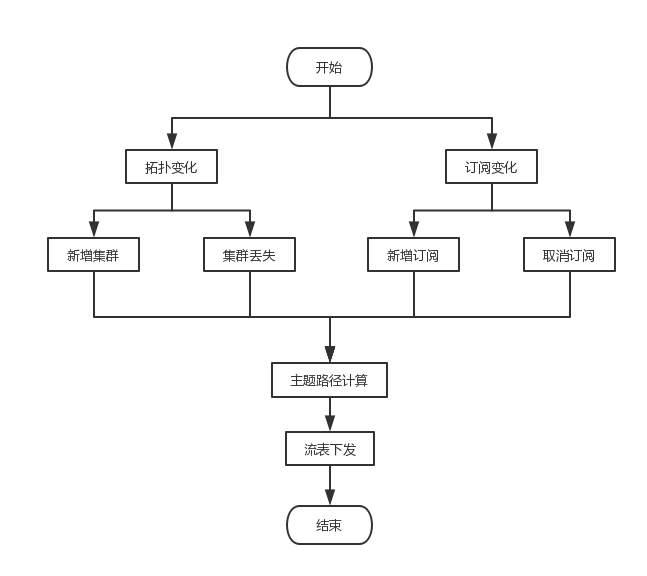 开始
拓扑变化
订阅变化
新增集群
集群丢失
新增订阅
取消订阅
主题路径计算
流表下发
结束